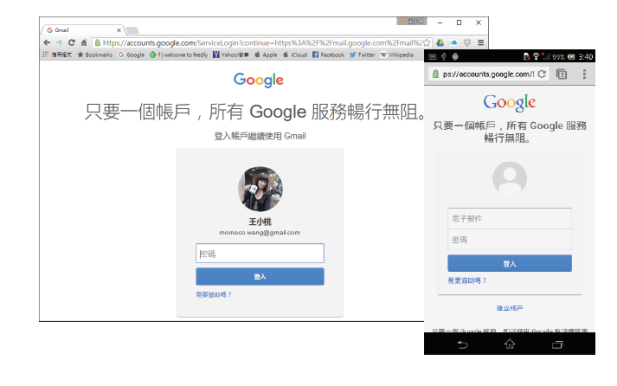 Gmail
https://accounts.google.com/ServiceLogin?continue=https%3A%2F%2Fmail.google.com%2Fmail%2
應用程式 Bookmarks Google welcome to feedly Yahoo!奇摩 Apple iCloud Facebook Twitter Wikipedia
Google
只要一個帳戶，所有 Google 服務暢行無阻。
登入帳戶繼續使用 Gmail
王小桃
momoco.wang@gmail.com
密碼
登入
需要協助嗎？
99% 3:40
ps://accounts.google.com/
Google
只要一個帳戶，所有 Google 服務
暢行無阻。
電子郵件
密碼
登入
需要協助嗎？
建立帳戶